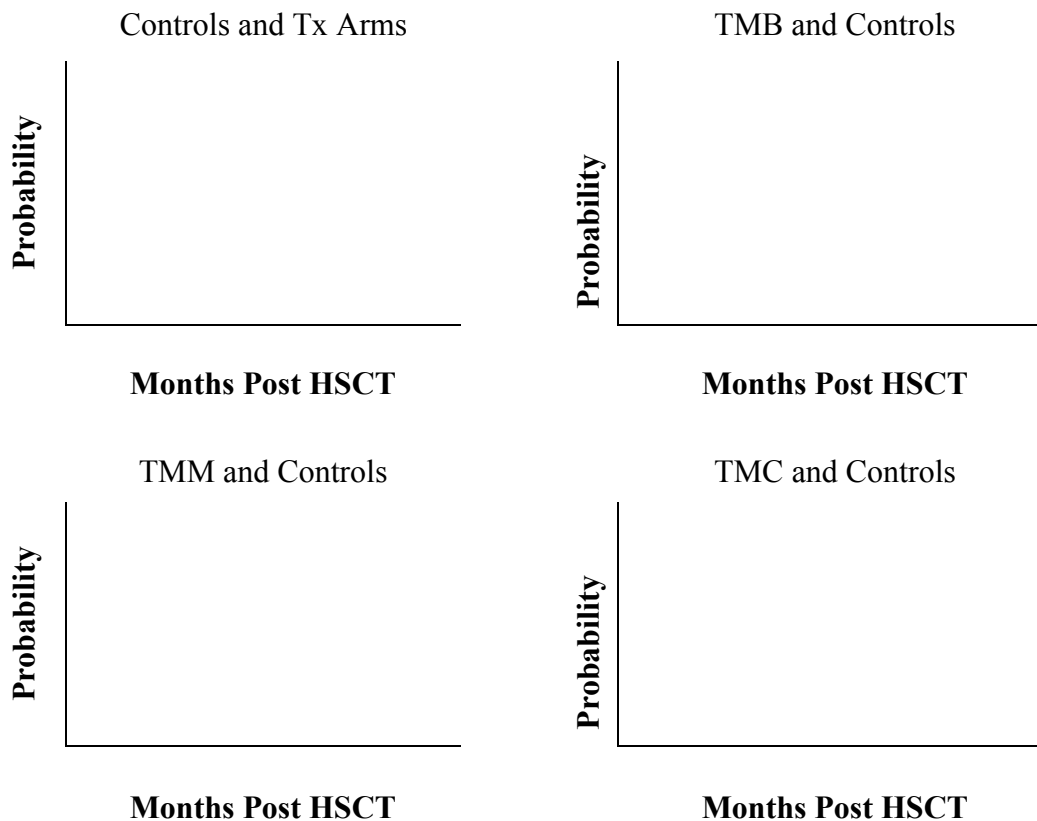 Controls and Tx Arms
Probability
Months Post HSCT
TMB and Controls
Probability
Months Post HSCT
TMM and Controls
Probability
Months Post HSCT
TMC and Controls
Probability
Months Post HSCT